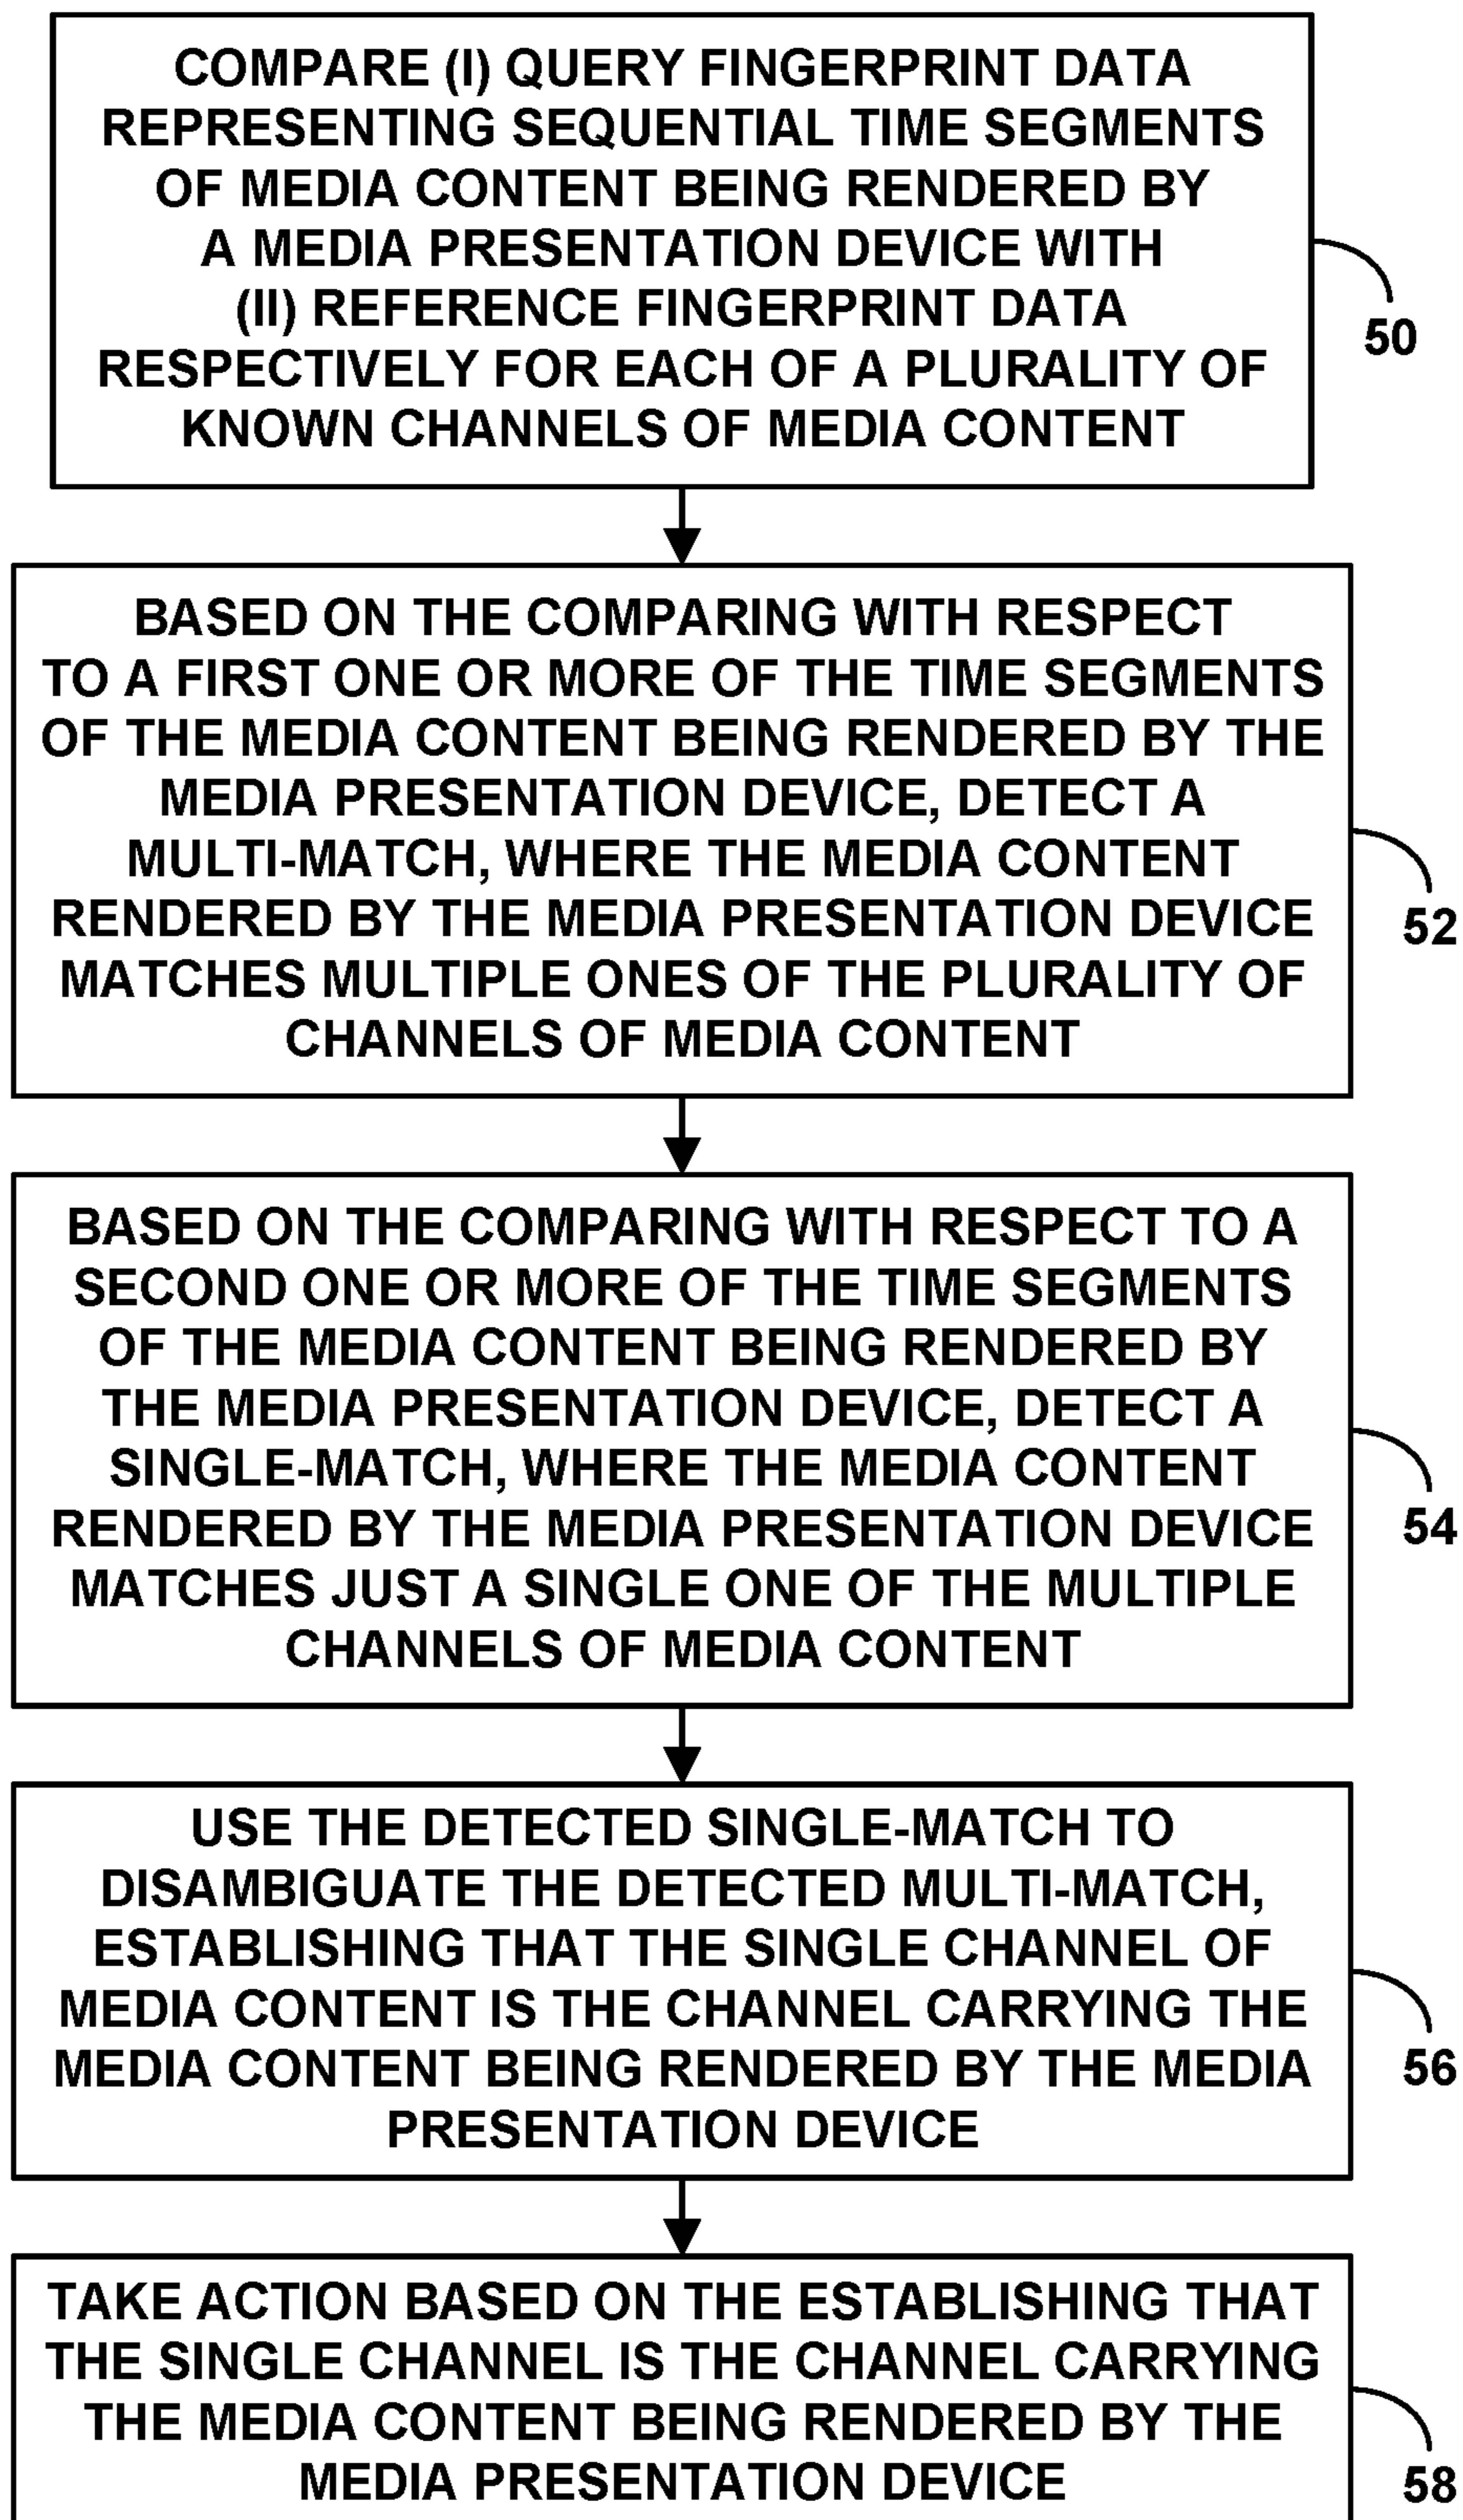 COMPARE (I) QUERY FINGERPRINT DATA
REPRESENTING SEQUENTIAL TIME SEGMENTS
OF MEDIA CONTENT BEING RENDERED BY
A MEDIA PRESENTATION DEVICE WITH
(II) REFERENCE FINGERPRINT DATA
RESPECTIVELY FOR EACH OF A PLURALITY OF
KNOWN CHANNELS OF MEDIA CONTENT
50
BASED ON THE COMPARING WITH RESPECT
TO A FIRST ONE OR MORE OF THE TIME SEGMENTS
OF THE MEDIA CONTENT BEING RENDERED BY THE
MEDIA PRESENTATION DEVICE, DETECT A
MULTI-MATCH, WHERE THE MEDIA CONTENT
RENDERED BY THE MEDIA PRESENTATION DEVICE
MATCHES MULTIPLE ONES OF THE PLURALITY OF
CHANNELS OF MEDIA CONTENT
52
BASED ON THE COMPARING WITH RESPECT TO A
SECOND ONE OR MORE OF THE TIME SEGMENTS
OF THE MEDIA CONTENT BEING RENDERED BY
THE MEDIA PRESENTATION DEVICE, DETECT A
SINGLE-MATCH, WHERE THE MEDIA CONTENT
RENDERED BY THE MEDIA PRESENTATION DEVICE
MATCHES JUST A SINGLE ONE OF THE MULTIPLE
CHANNELS OF MEDIA CONTENT
54
USE THE DETECTED SINGLE-MATCH TO
DISAMBIGUATE THE DETECTED MULTI-MATCH,
ESTABLISHING THAT THE SINGLE CHANNEL OF
MEDIA CONTENT IS THE CHANNEL CARRYING THE
MEDIA CONTENT BEING RENDERED BY THE MEDIA
PRESENTATION DEVICE
56
TAKE ACTION BASED ON THE ESTABLISHING THAT
THE SINGLE CHANNEL IS THE CHANNEL CARRYING
THE MEDIA CONTENT BEING RENDERED BY THE
MEDIA PRESENTATION DEVICE
58